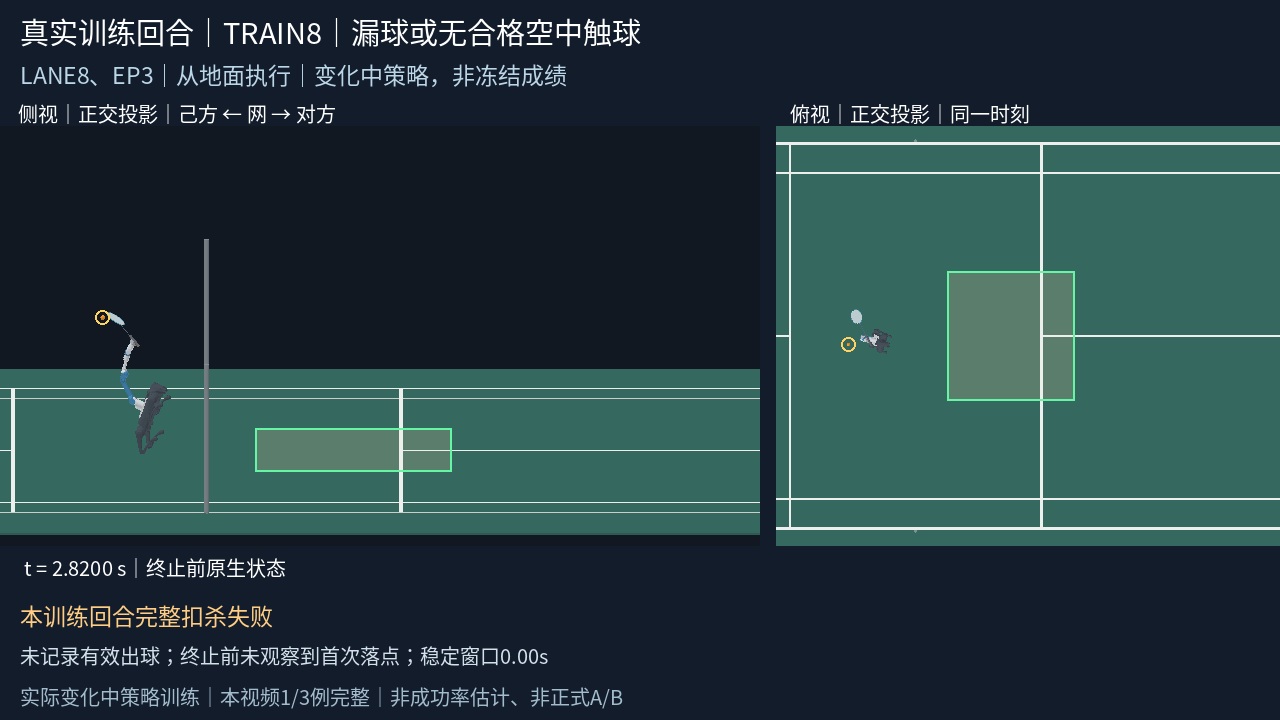 真实训练回合｜TRAIN8｜漏球或无合格空中触球
LANE8、EP3｜从地面执行｜变化中策略，非冻结成绩
侧视｜正交投影｜己方 ← 网 → 对方
俯视｜正交投影｜同一时刻
t = 2.8200 s｜终止前原生状态
本训练回合完整扣杀失败
未记录有效出球；终止前未观察到首次落点；稳定窗口0.00s
实际变化中策略训练｜本视频1/3例完整｜非成功率估计、非正式A/B